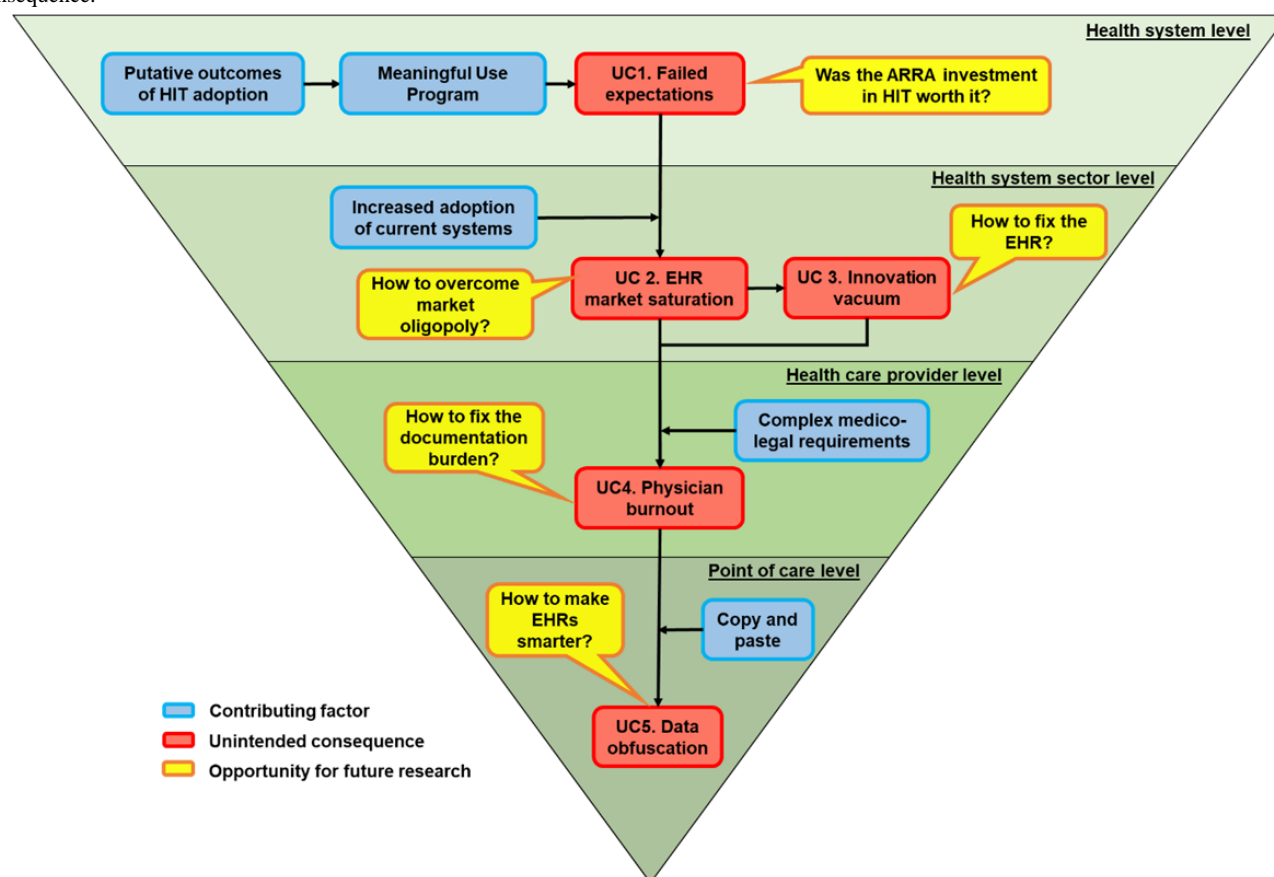 nsequence.
Health system level
Putative outcomes
of HIT adoption
Meaningful Use
Program
UC1. Failed
expectations
Was the ARRA investment
in HIT worth it?
Health system sector level
Increased adoption
of current systems
How to fix the
EHR?
How to overcome
market
oligopoly?
UC 2. EHR
market saturation
UC 3. Innovation
vacuum
Health care provider level
How to fix the
documentation
burden?
Complex medico-
legal requirements
UC4. Physician
burnout
Point of care level
How to make
EHRs
smarter?
Copy and
paste
UC5. Data
obfuscation
Contributing factor
Unintended consequence
Opportunity for future research